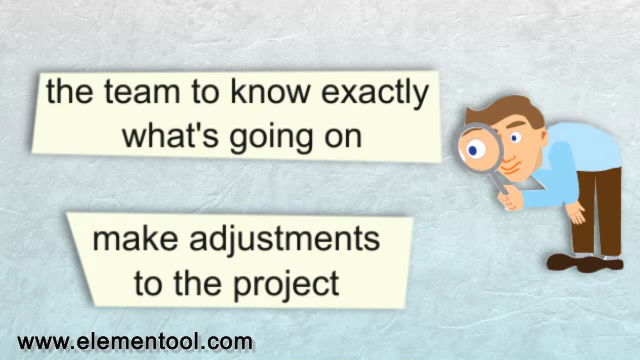 the team to know exactly
what's going on
make adjustments
to the project
www.elementool.com